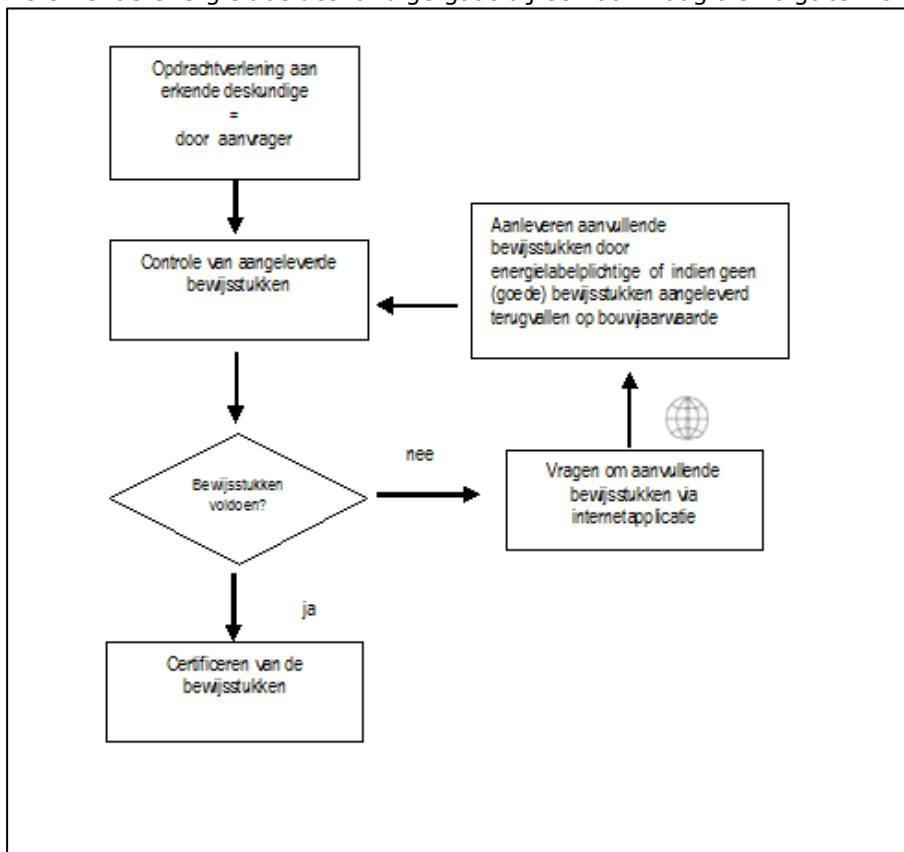 Opdrachtverlening aan
erkende deskundige
=
door aanvrager
Controle van aangeleverde
bewijsstukken
Aanleveren aanvullende
bewijsstukken door
energielabelplichtige of indien geen
(goede) bewijsstukken aangeleverd
terugvallen op bouwjaarwaarde
Bewijsstukken
voldoen?
nee
Vragen om aanvullende
bewijsstukken via
internetapplicatie
ja
Certificeren van de
bewijsstukken